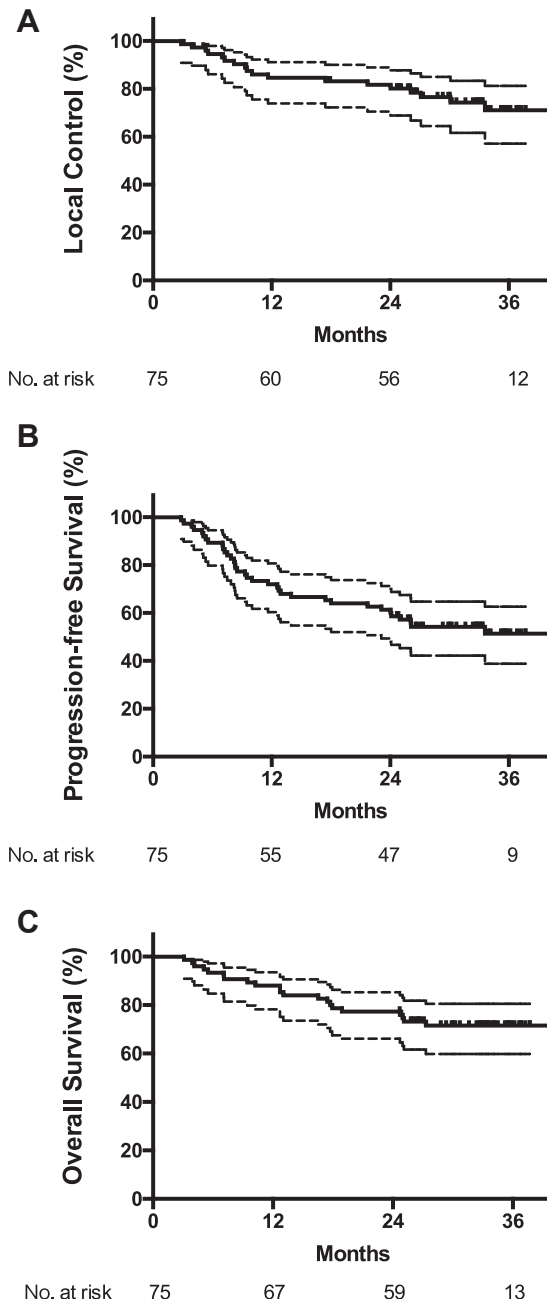 A
Local Control (%)
100
80
60
40
20
0
0 12 24 36
Months
No. at risk 75 60 56 12
B
Progression-free Survival (%)
100
80
60
40
20
0
0 12 24 36
Months
No. at risk 75 55 47 9
C
Overall Survival (%)
100
80
60
40
20
0
0 12 24 36
Months
No. at risk 75 67 59 13